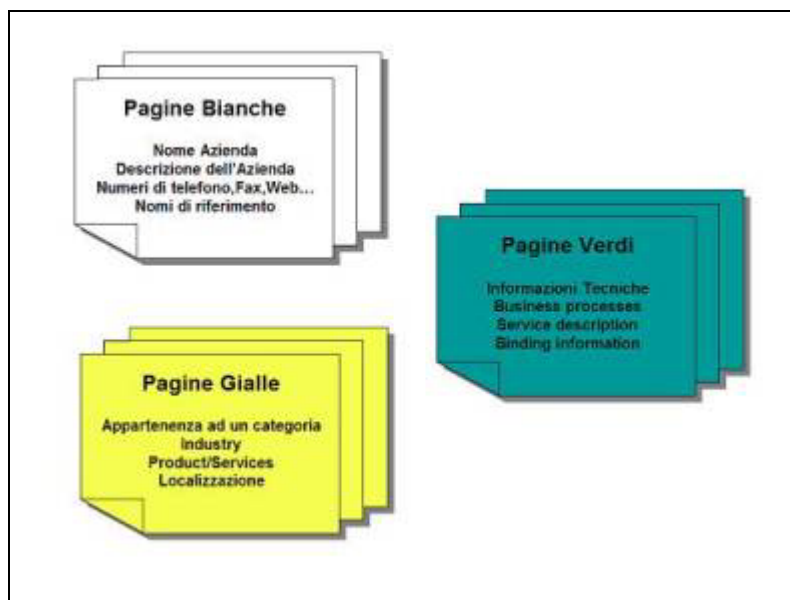 Pagine Bianche
Nome Azienda
Descrizione dell'Azienda
Numeri di telefono,Fax,Web...
Nomi di riferimento
Pagine Verdi
Informazioni Tecniche
Business processes
Service description
Binding information
Pagine Gialle
Appartenenza ad un categoria
Industry
Product/Services
Localizzazione